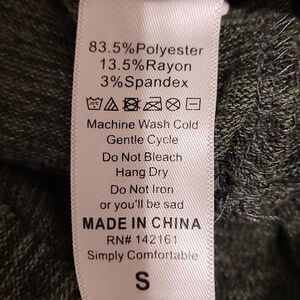 83.5%Polyester
13.5%Rayon
3%Spandex
Machine Wash Cold
Gentle Cycle
Do Not Bleach
Hang Dry
Do Not Iron
or you'll be sad
MADE IN CHINA
RN# 142161
Simply Comfortable
S